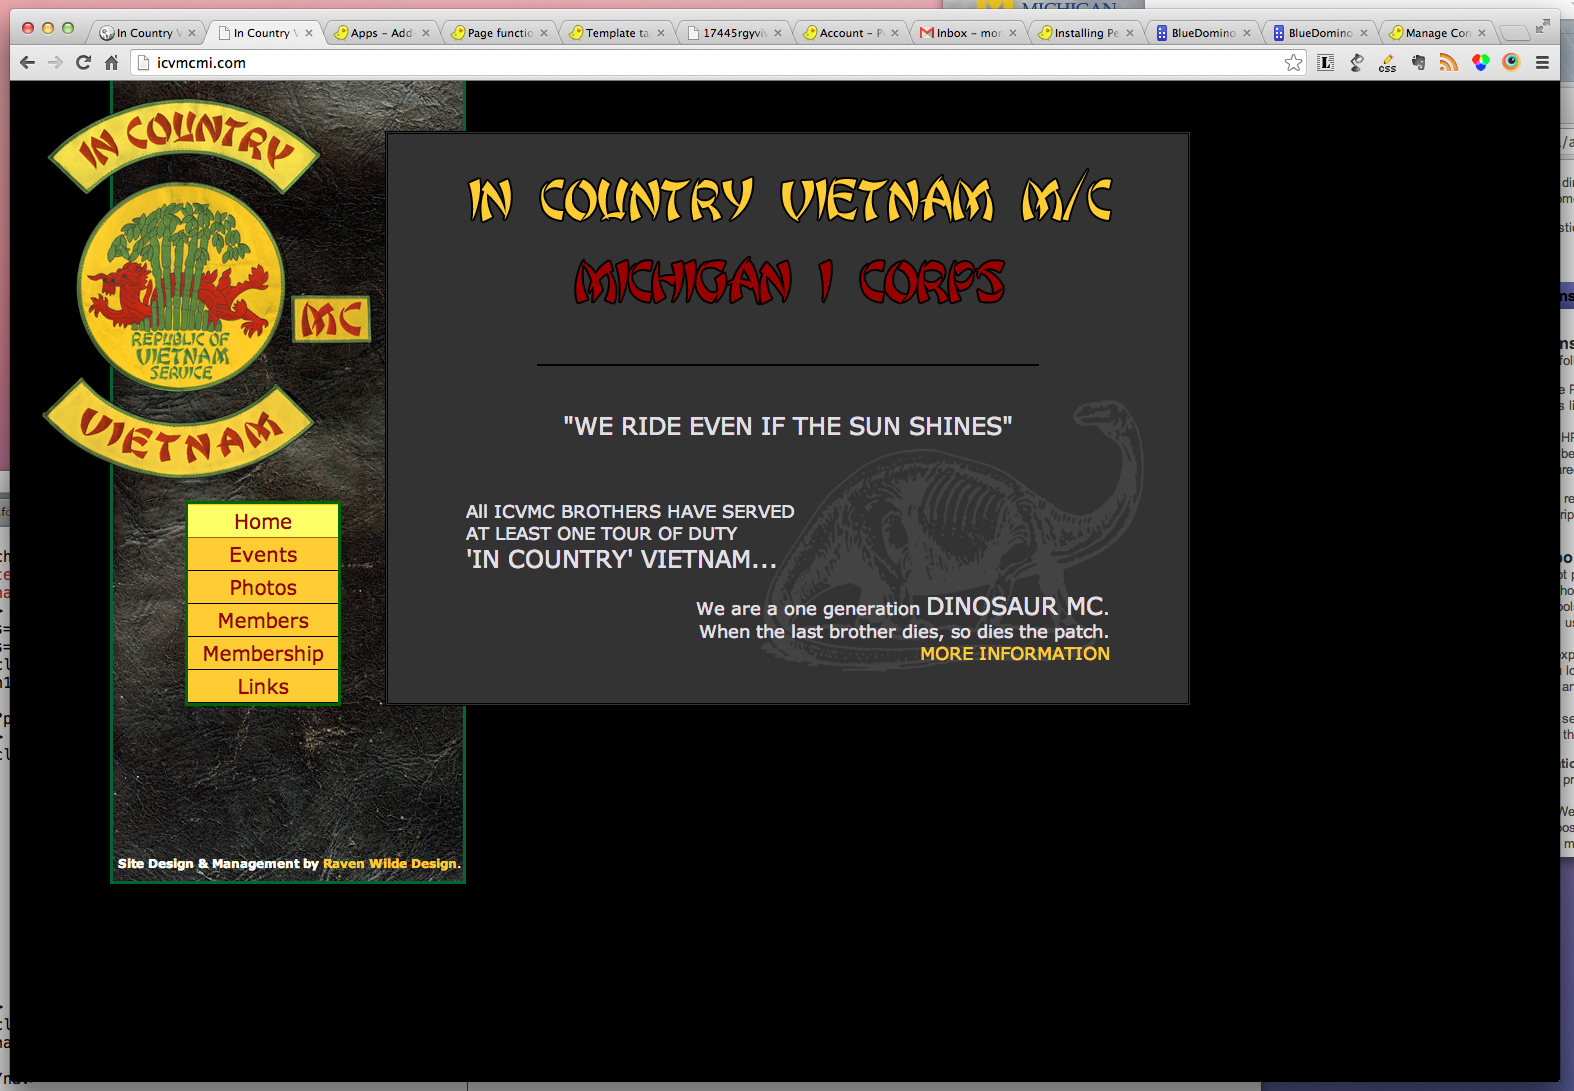 MICHIGAN
In Country V
In Country V
Apps - Add
Page functio
Template ta
17445rgyviv
Account - P
Inbox - mor
Installing Pe
BlueDomino
BlueDomino
Manage Con
icvmcmi.com
css
IN COUNTRY
REPUBLIC OF
VIETNAM
SERVICE
MC
VIETNAM
Home
Events
Photos
Members
Membership
Links
Site Design & Management by Raven Wilde Design.
IN COUNTRY VIETNAM M/C
MICHIGAN I CORPS
"WE RIDE EVEN IF THE SUN SHINES"
All ICVMC BROTHERS HAVE SERVED
AT LEAST ONE TOUR OF DUTY
'IN COUNTRY' VIETNAM...
We are a one generation DINOSAUR MC.
When the last brother dies, so dies the patch.
MORE INFORMATION